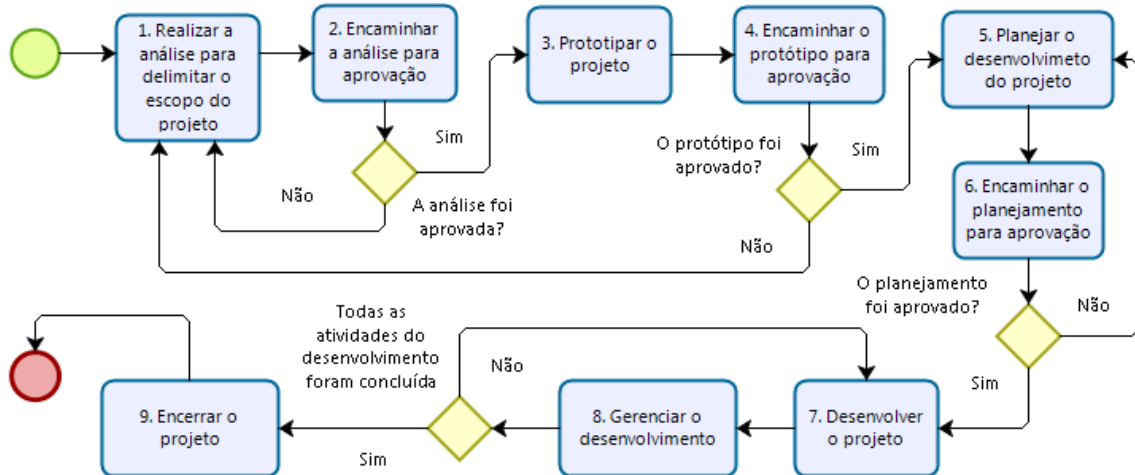 1. Realizar a
análise para
delimitar o
escopo do
projeto
2. Encaminhar
a análise para
aprovação
3. Prototipar o
projeto
4. Encaminhar o
protótipo para
aprovação
5. Planejar o
desenvolvimeto
do projeto
Sim
Não
A análise foi
aprovada?
O protótipo foi
aprovado?
Sim
Não
6. Encaminhar o
planejamento
para aprovação
O planejamento
foi aprovado?
Não
Sim
7. Desenvolver
o projeto
8. Gerenciar o
desenvolvimento
Todas as
atividades do
desenvolvimento
foram concluída
Não
Sim
9. Encerrar o
projeto